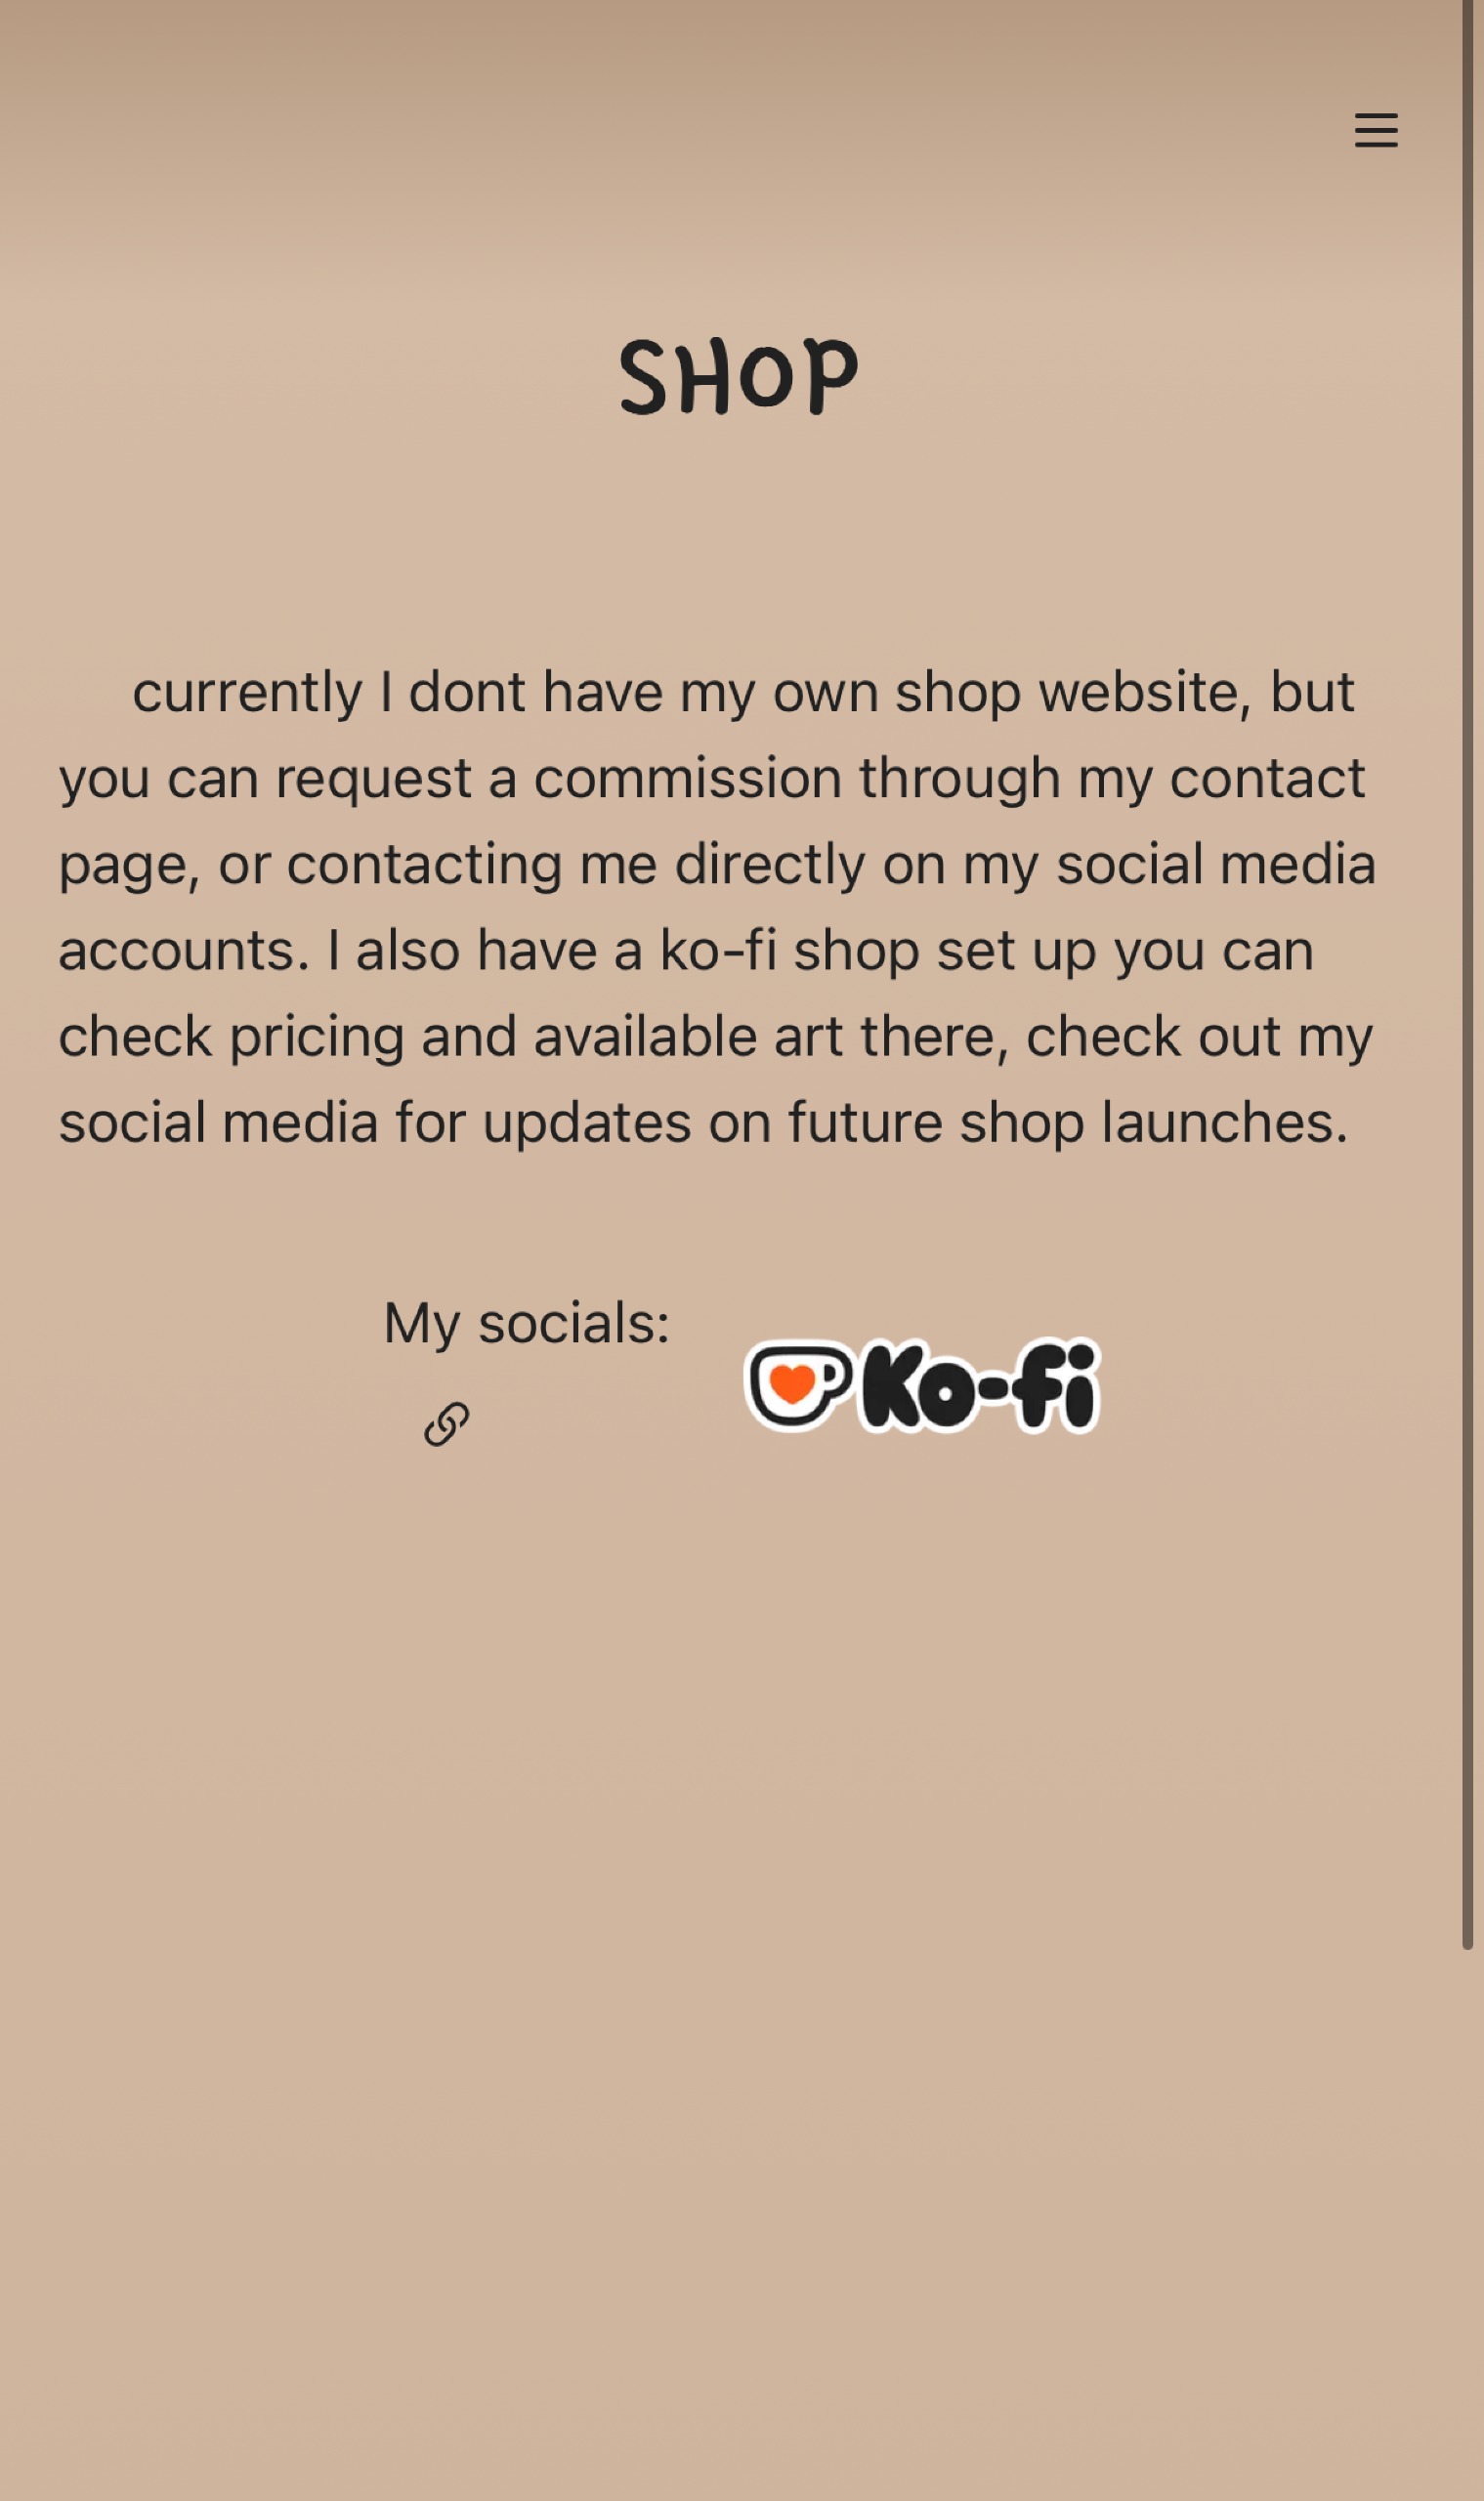 SHOP
currently I dont have my own shop website, but
you can request a commission through my contact
page, or contacting me directly on my social media
accounts. I also have a ko-fi shop set up you can
check pricing and available art there, check out my
social media for updates on future shop launches.
My socials:
Ko-fi